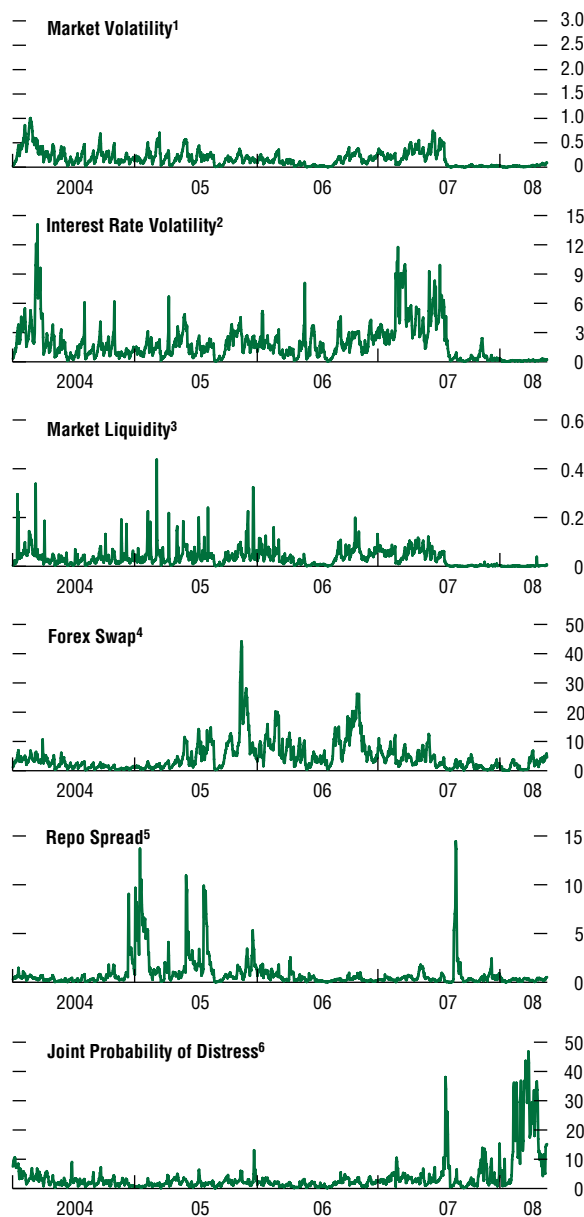 Market Volatility¹
3.0
2.5
2.0
1.5
1.0
0.5
0
2004 05 06 07 08
Interest Rate Volatility²
15
12
9
6
3
0
2004 05 06 07 08
Market Liquidity³
0.6
0.4
0.2
0
2004 05 06 07 08
Forex Swap⁴
50
40
30
20
10
0
2004 05 06 07 08
Repo Spread⁵
15
10
5
0
2004 05 06 07 08
Joint Probability of Distress⁶
50
40
30
20
10
0
2004 05 06 07 08